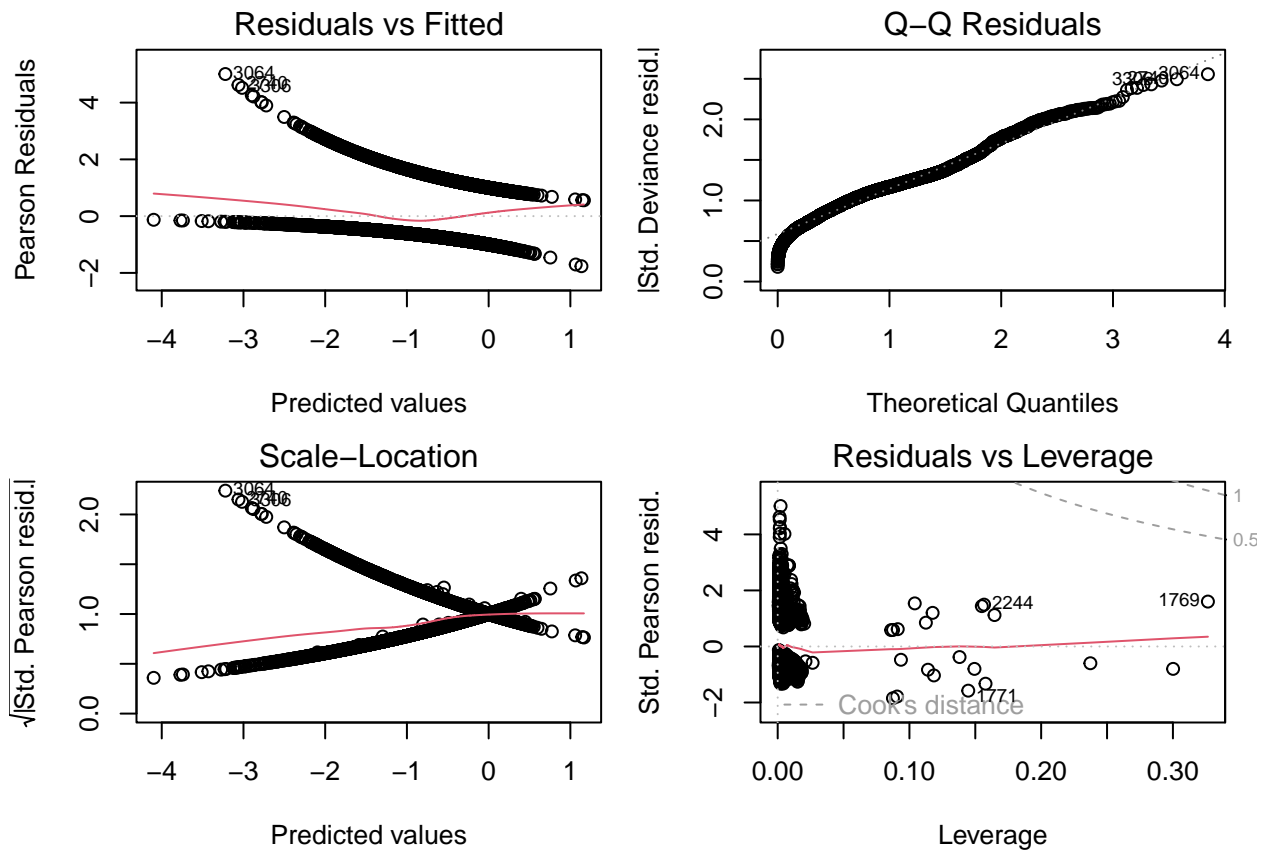 Residuals vs Fitted
Pearson Residuals
4
2
0
−2
3064
3306
−4 −3 −2 −1 0 1
Predicted values
Q−Q Residuals
|Std. Deviance resid.|
2.0
1.0
0.0
3064
0 1 2 3 4
Theoretical Quantiles
Scale−Location
√|Std. Pearson resid.|
2.0
1.0
0.0
3064
3306
−4 −3 −2 −1 0 1
Predicted values
Residuals vs Leverage
Std. Pearson resid.
4
2
0
−2
1
0.5
2244
1769
1771
Cook's distance
0.00 0.10 0.20 0.30
Leverage